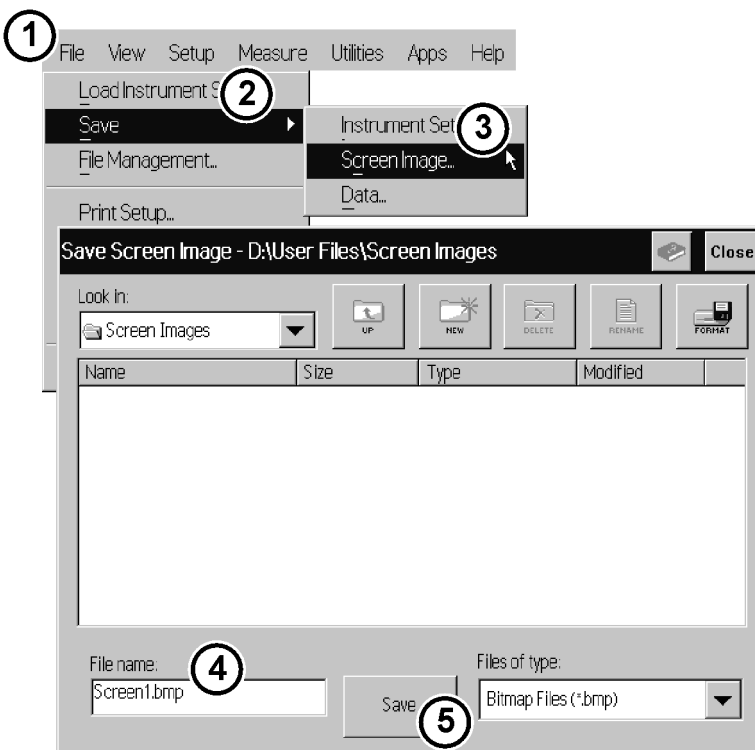 1
File View Setup Measure Utilities Apps Help
Load Instrument S
2
Save
Instrument Set
3
File Management...
Screen Image...
Data...
Print Setup...
Save Screen Image - D:\User Files\Screen Images
Close
Look In:
Screen Images
UP
NEW
DELETE
RENAME
FORMAT
Name Size Type Modified
File name:
4
Files of type:
Screen1.bmp
Save
5
Bitmap Files (*.bmp)